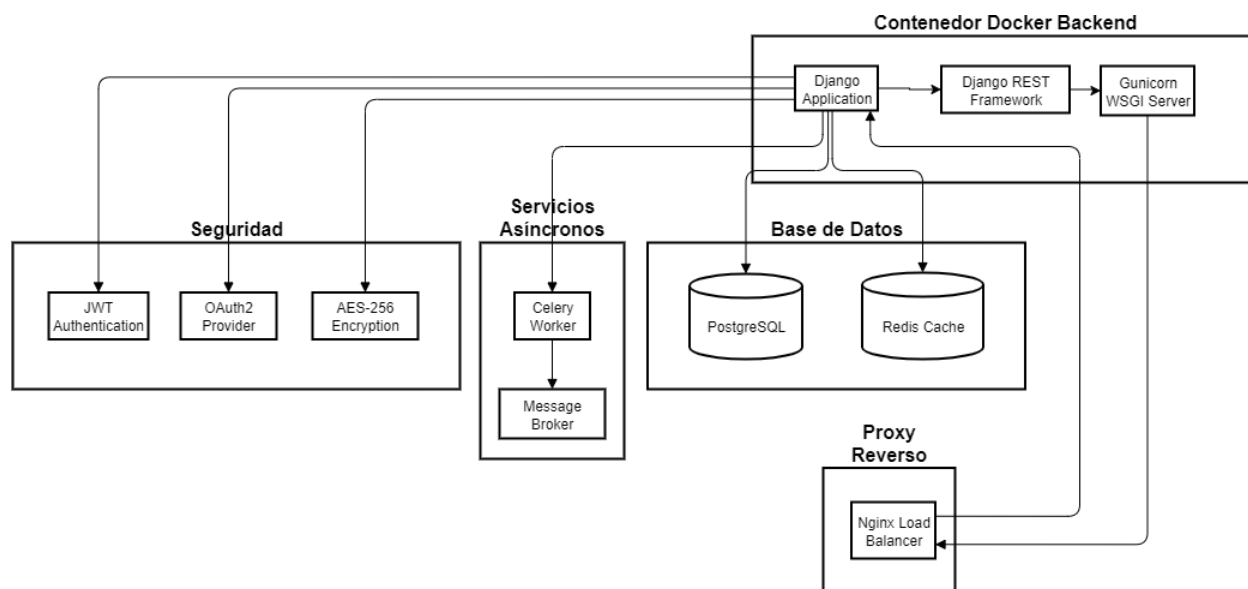 Contenedor Docker Backend
Django
Application
Django REST
Framework
Gunicorn
WSGI Server
Seguridad
JWT
Authentication
OAuth2
Provider
AES-256
Encryption
Servicios
Asíncronos
Celery
Worker
Message
Broker
Base de Datos
PostgreSQL
Redis Cache
Proxy
Reverso
Nginx Load
Balancer